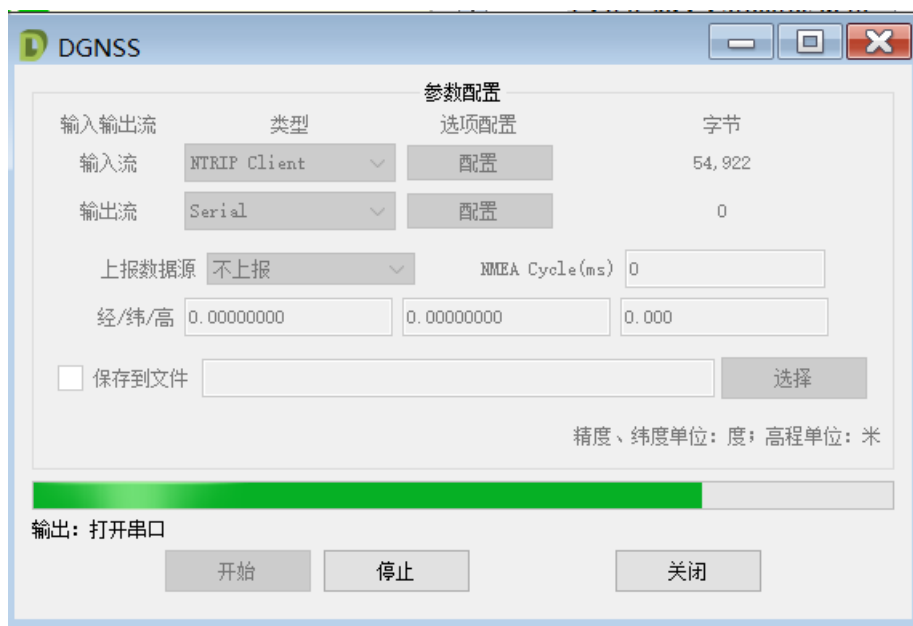 DGNSS
参数配置
输入输出流 类型 选项配置 字节
输入流 NTRIP Client 配置 54,922
输出流 Serial 配置 0
上报数据源 不上报 NMEA Cycle(ms) 0
经/纬/高 0.00000000 0.00000000 0.000
保存到文件 选择
精度、纬度单位：度；高程单位：米
输出：打开串口
开始 停止 关闭